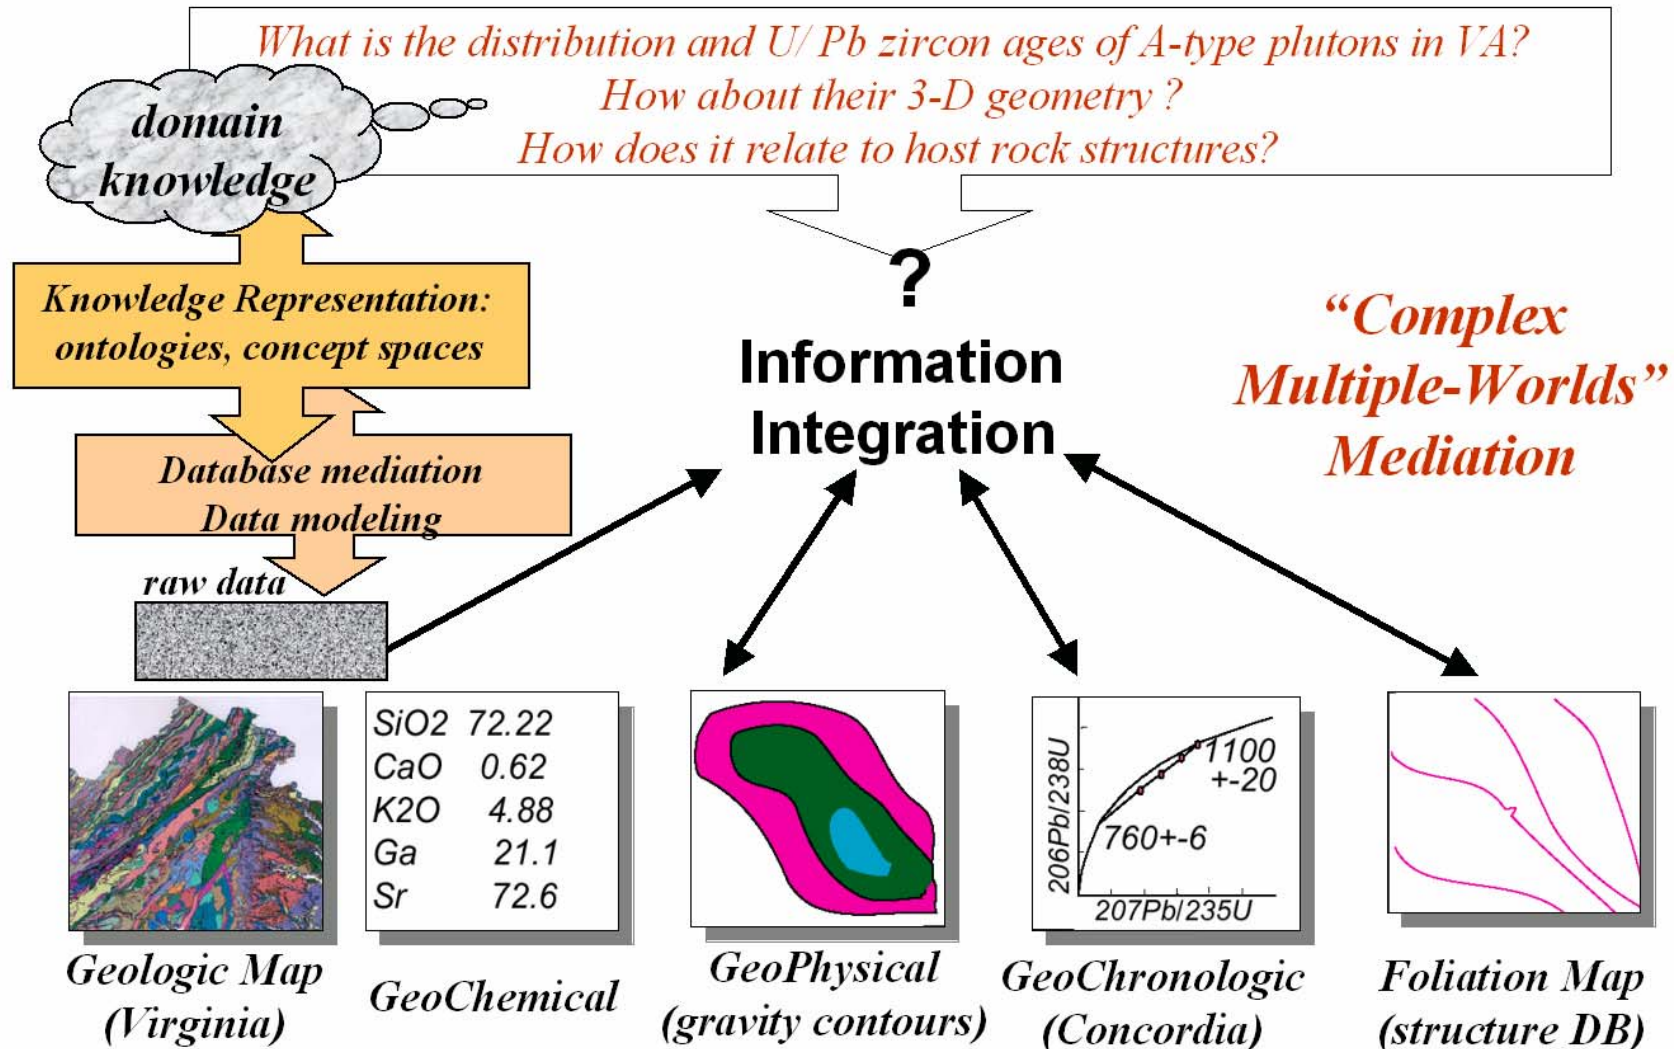 What is the distribution and U/ Pb zircon ages of A-type plutons in VA?
How about their 3-D geometry ?
How does it relate to host rock structures?
domain
knowledge
Knowledge Representation:
ontologies, concept spaces
Database mediation
Data modeling
raw data
?
Information
Integration
“Complex
Multiple-Worlds”
Mediation
SiO2 72.22
CaO 0.62
K2O 4.88
Ga 21.1
Sr 72.6
206Pb/238U
1100
+-20
760+-6
207Pb/235U
Geologic Map
(Virginia)
GeoChemical
GeoPhysical
(gravity contours)
GeoChronologic
(Concordia)
Foliation Map
(structure DB)